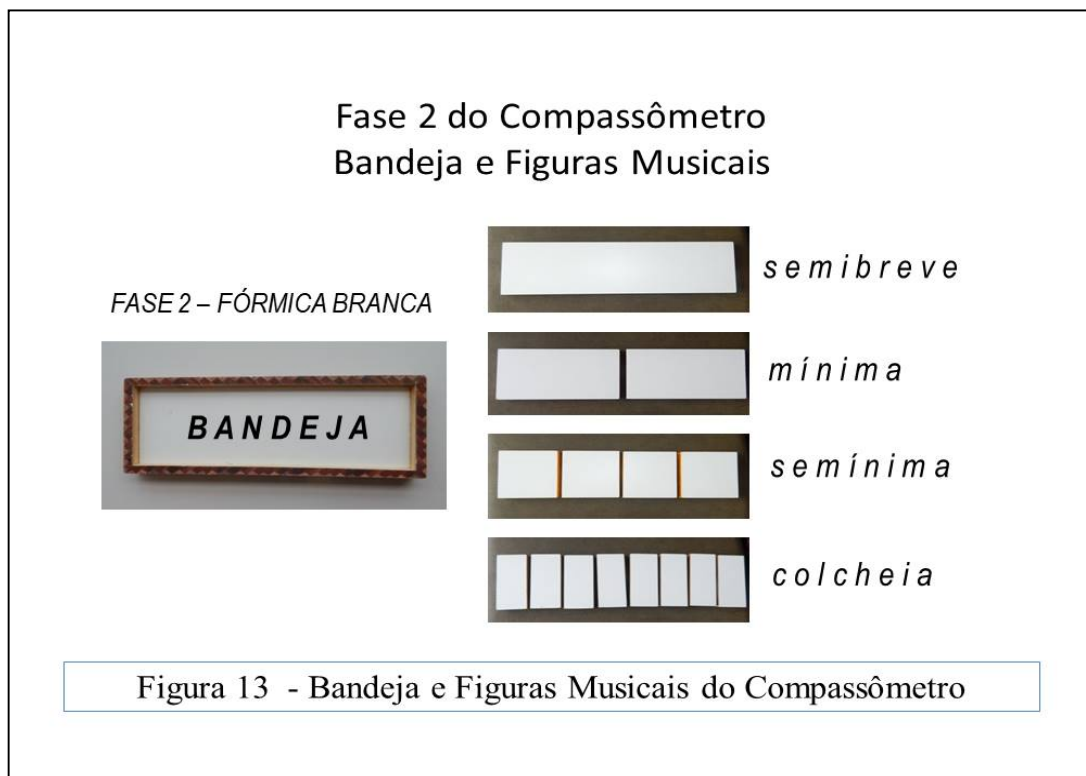 Fase 2 do Compassômetro
Bandeja e Figuras Musicais
FASE 2 – FÓRMICA BRANCA
BANDEJA
semibreve
mínima
semínima
colcheia
Figura 13 - Bandeja e Figuras Musicais do Compassômetro